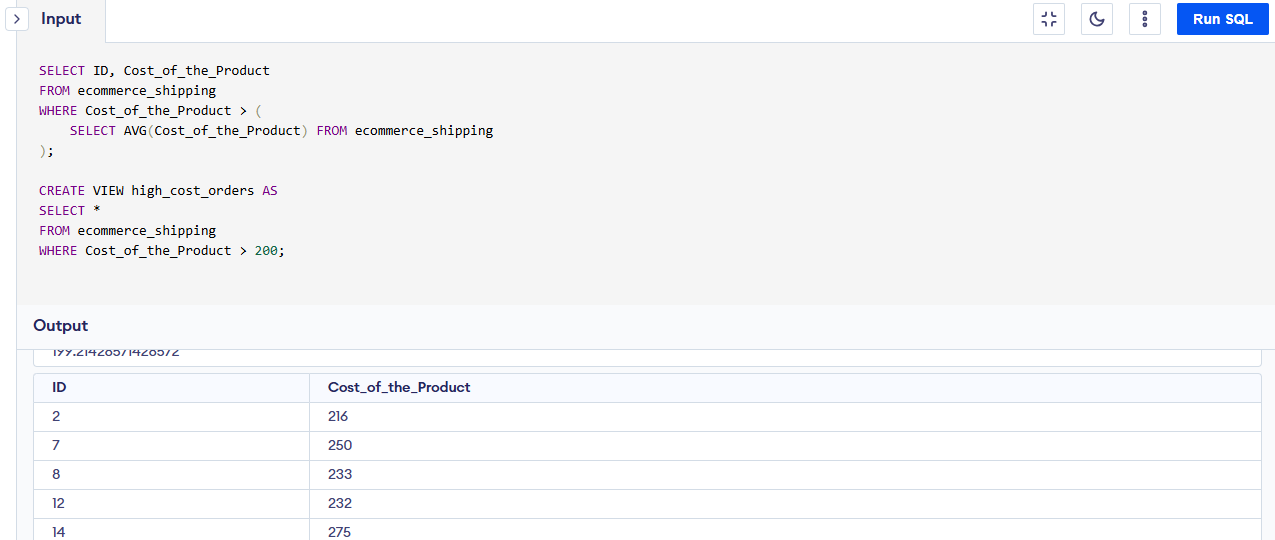 Input
Run SQL
SELECT ID, Cost_of_the_Product
FROM ecommerce_shipping
WHERE Cost_of_the_Product > (
    SELECT AVG(Cost_of_the_Product) FROM ecommerce_shipping
);
CREATE VIEW high_cost_orders AS
SELECT *
FROM ecommerce_shipping
WHERE Cost_of_the_Product > 200;
Output
199.21428571428572
ID Cost_of_the_Product
2 216
7 250
8 233
12 232
14 275